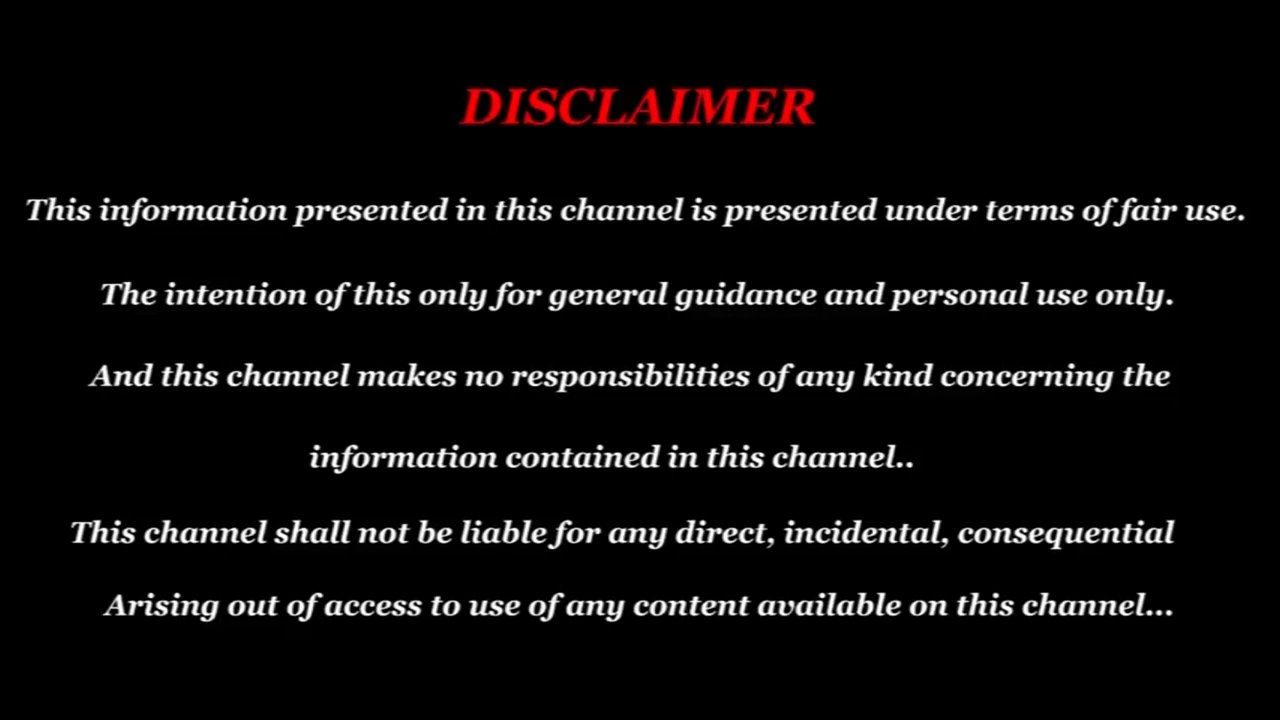 DISCLAIMER
This information presented in this channel is presented under terms of fair use.
The intention of this only for general guidance and personal use only.
And this channel makes no responsibilities of any kind concerning the
information contained in this channel..
This channel shall not be liable for any direct, incidental, consequential
Arising out of access to use of any content available on this channel...